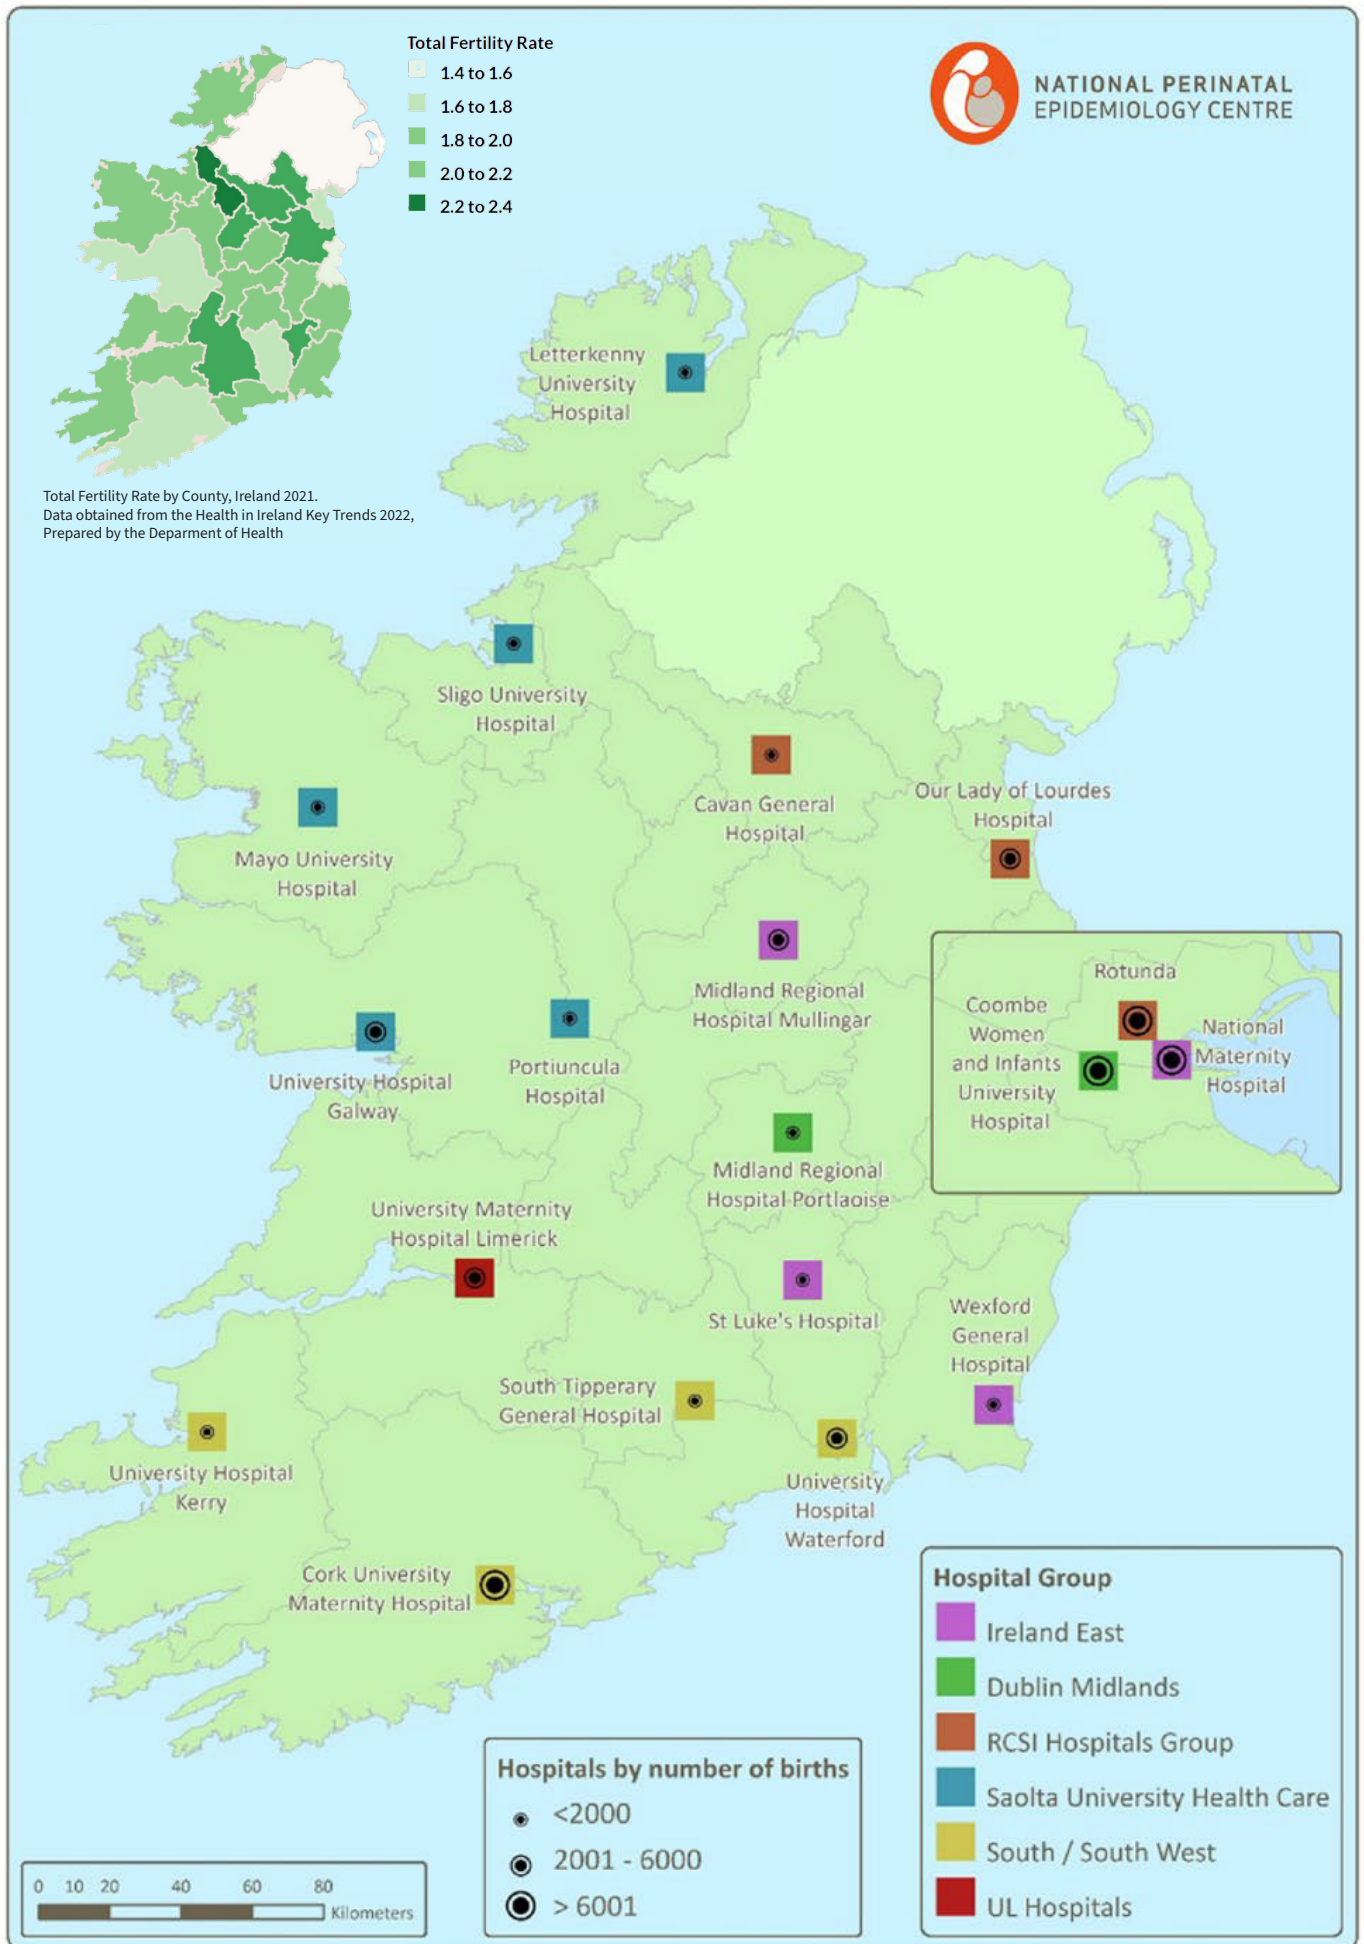 Total Fertility Rate
1.4 to 1.6
1.6 to 1.8
1.8 to 2.0
2.0 to 2.2
2.2 to 2.4
NATIONAL PERINATAL
EPIDEMIOLOGY CENTRE
Total Fertility Rate by County, Ireland 2021.
Data obtained from the Health in Ireland Key Trends 2022,
Prepared by the Deparment of Health
Letterkenny
University
Hospital
Sligo University
Hospital
Cavan General
Hospital
Our Lady of Lourdes
Hospital
Mayo University
Hospital
Midland Regional
Hospital Mullingar
Rotunda
Coombe
Women
and Infants
University
Hospital
National
Maternity
Hospital
University Hospital
Galway
Portiuncula
Hospital
Midland Regional
Hospital Portlaoise
University Maternity
Hospital Limerick
St Luke's Hospital
Wexford
General
Hospital
South Tipperary
General Hospital
University Hospital
Kerry
University
Hospital
Waterford
Cork University
Maternity Hospital
Hospital Group
Ireland East
Dublin Midlands
RCSI Hospitals Group
Saolta University Health Care
South / South West
UL Hospitals
Hospitals by number of births
<2000
2001 - 6000
> 6001
0 10 20 40 60 80
Kilometers